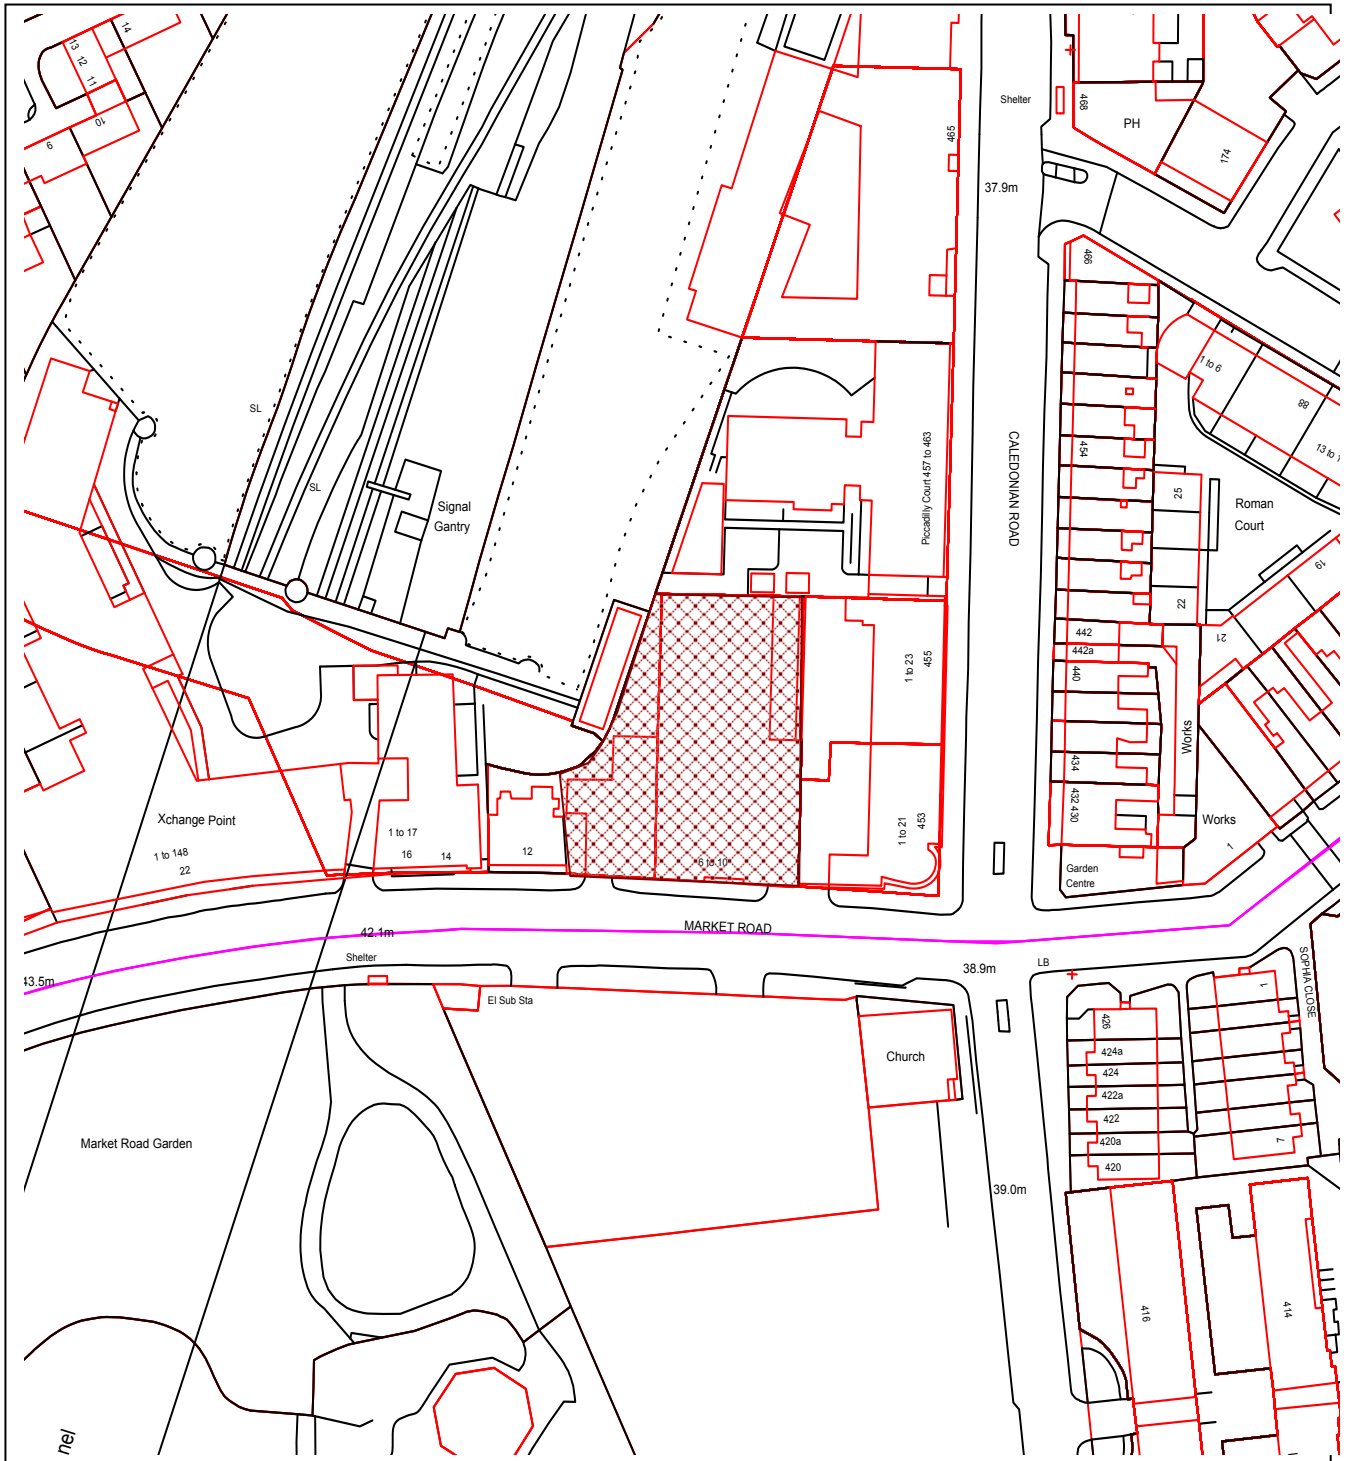 14
13
12
11
10
9
Shelter
468
PH
174
465
37.9m
466
1 to 6
88
SL
454
CALEDONIAN ROAD
Piccadilly Court 457 to 463
SL
Signal
Gantry
25
Roman
Court
19
22
21
442
442a
440
1 to 23
455
Works
434
432 430
Xchange Point
1 to 148
22
1 to 17
16
14
12
6 to 10
1 to 21
453
Works
1
Garden
Centre
MARKET ROAD
42.1m
Shelter
43.5m
38.9m
LB
SOPHIA CLOSE
El Sub Sta
1
426
424a
424
422a
422
420a
420
7
Church
Market Road Garden
39.0m
416
414
nel